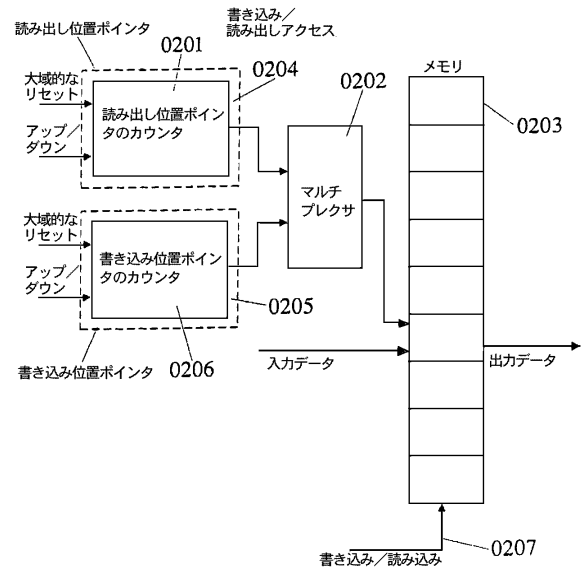 読み出し位置ポインタ
書き込み／
読み出しアクセス
0201
0204
大域的な
リセット
アップ／
ダウン
読み出し位置ポイン
タのカウンタ
0202
マルチ
プレクサ
メモリ
0203
大域的な
リセット
アップ／
ダウン
書き込み位置ポイン
タのカウンタ
0205
書き込み位置ポインタ
0206
入力データ
出力データ
0207
書き込み／読み込み